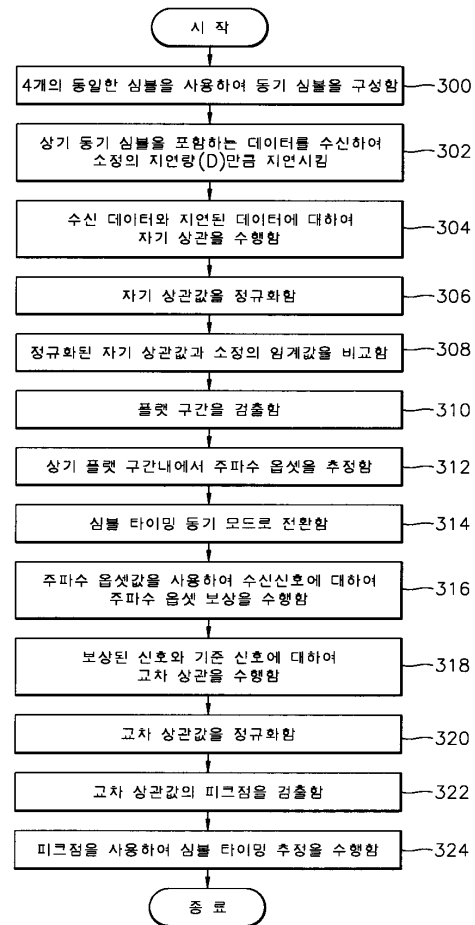 시 작
4개의 동일한 심볼을 사용하여 동기 심볼을 구성함
300
상기 동기 심볼을 포함하는 데이터를 수신하여
소정의 지연량(D)만큼 지연시킴
302
수신 데이터와 지연된 데이터에 대하여
자기 상관을 수행함
304
자기 상관값을 정규화함
306
정규화된 자기 상관값과 소정의 임계값을 비교함
308
플랫 구간을 검출함
310
상기 플랫 구간내에서 주파수 옵셋을 추정함
312
심볼 타이밍 동기 모드로 전환함
314
주파수 옵셋값을 사용하여 수신신호에 대하여
주파수 옵셋 보상을 수행함
316
보상된 신호와 기준 신호에 대하여
교차 상관을 수행함
318
교차 상관값을 정규화함
320
교차 상관값의 피크점을 검출함
322
피크점을 사용하여 심볼 타이밍 추정을 수행함
324
종 료